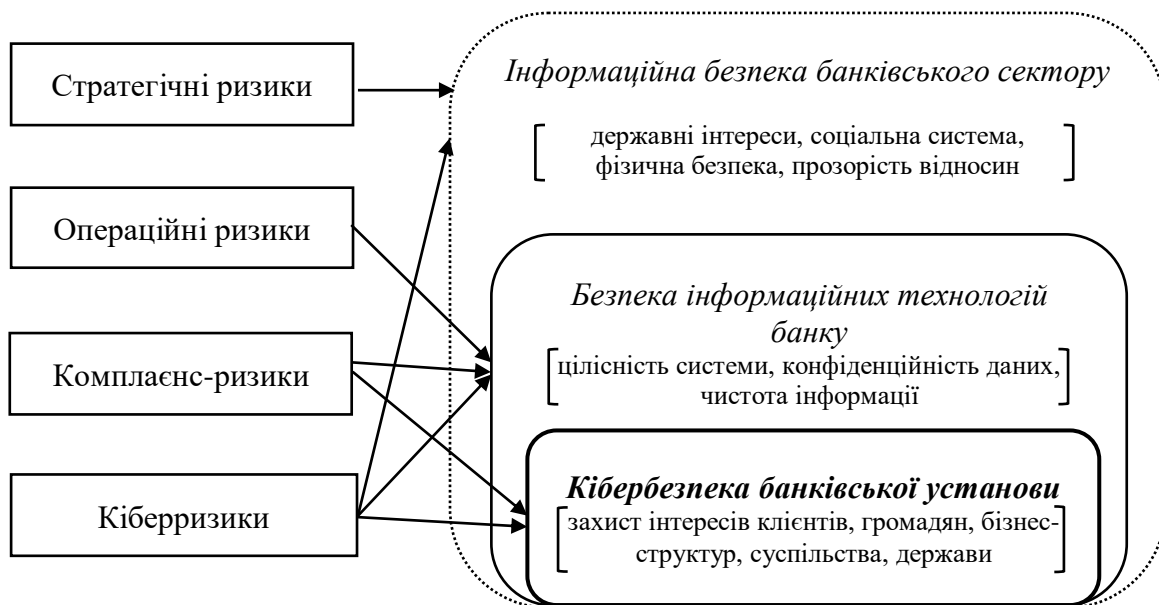 Стратегічні ризики
Операційні ризики
Комплаєнс-ризики
Кіберризики
Інформаційна безпека банківського сектору
державні інтереси, соціальна система,
фізична безпека, прозорість відносин
Безпека інформаційних технологій
банку
цілісність системи, конфіденційність даних,
чистота інформації
Кібербезпека банківської установи
захист інтересів клієнтів, громадян, бізнес-
структур, суспільства, держави